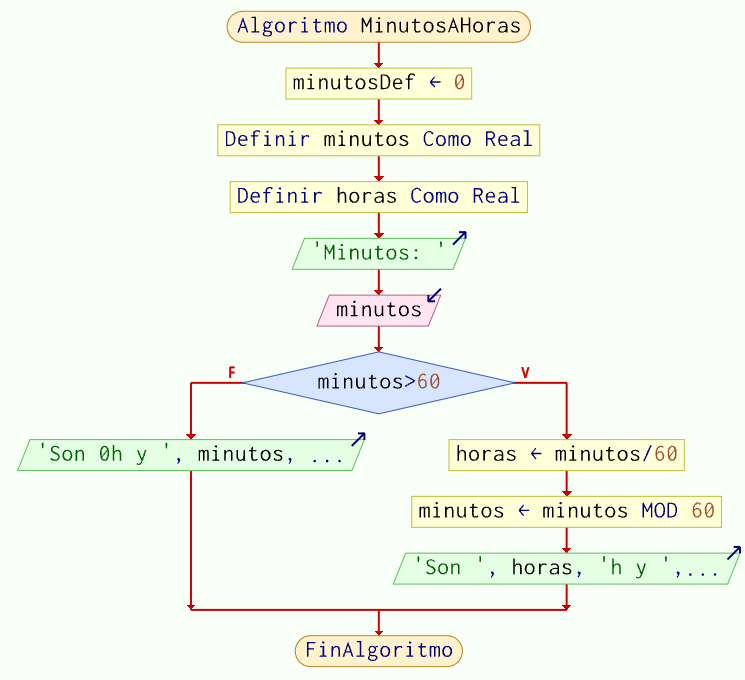 Algoritmo MinutosAHoras
minutosDef ← 0
Definir minutos Como Real
Definir horas Como Real
'Minutos: '
minutos
minutos>60
F
V
'Son 0h y ', minutos, ...
horas ← minutos/60
minutos ← minutos MOD 60
'Son ', horas, 'h y ',...
FinAlgoritmo